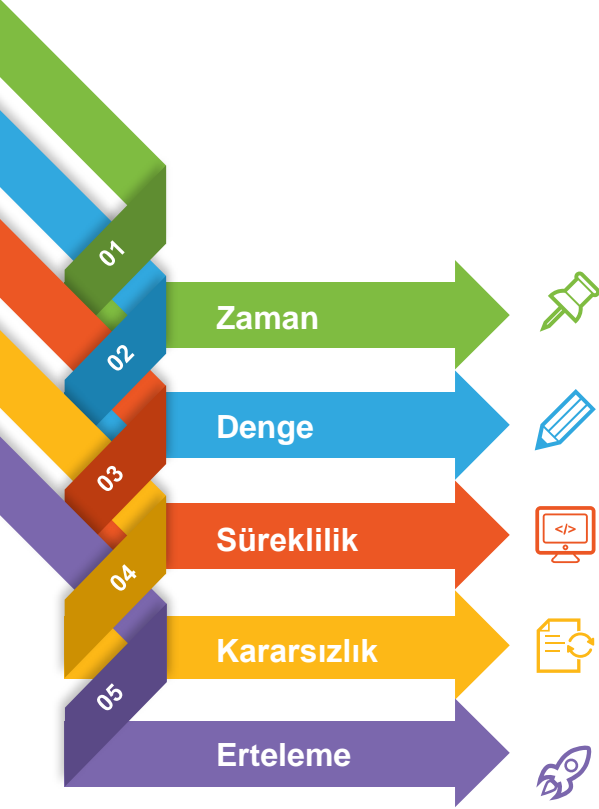 01
Zaman
02
Denge
03
Süreklilik
</>
04
Kararsızlık
05
Erteleme